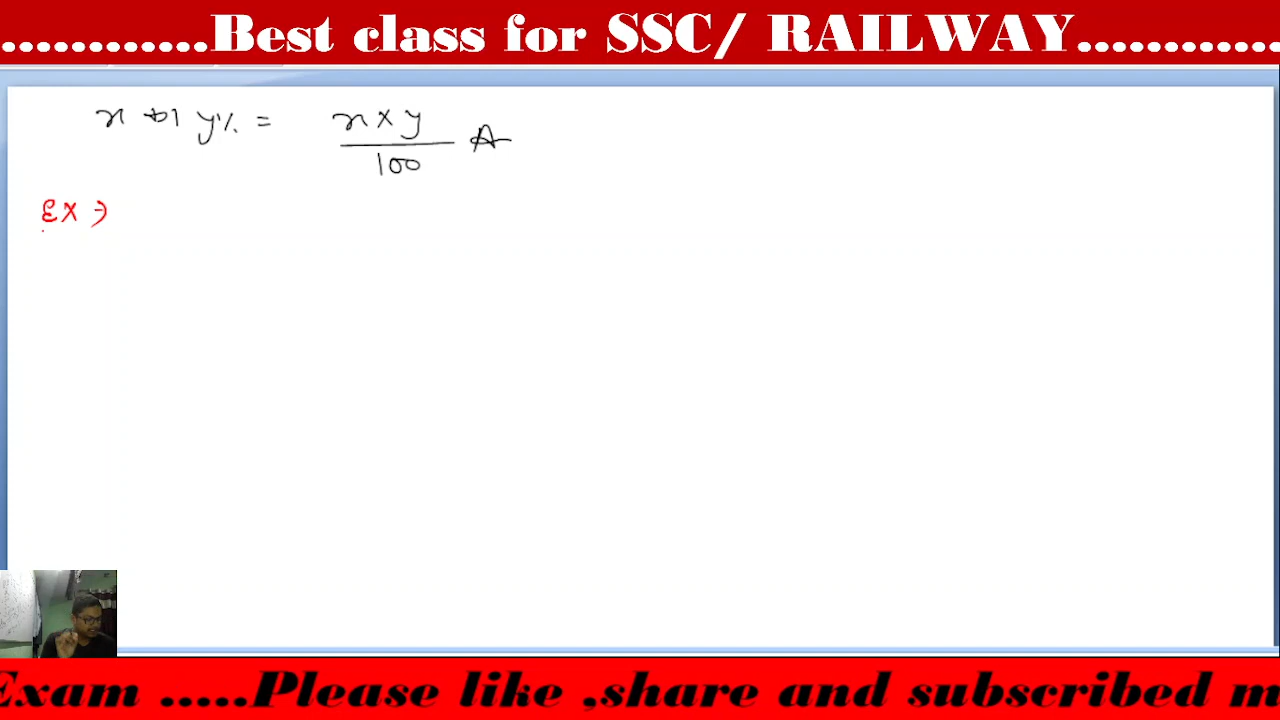 ............Best class for SSC/ RAILWAY............
x का y% = x × y
100
Ex →
Exam .....Please like ,share and subscribed m